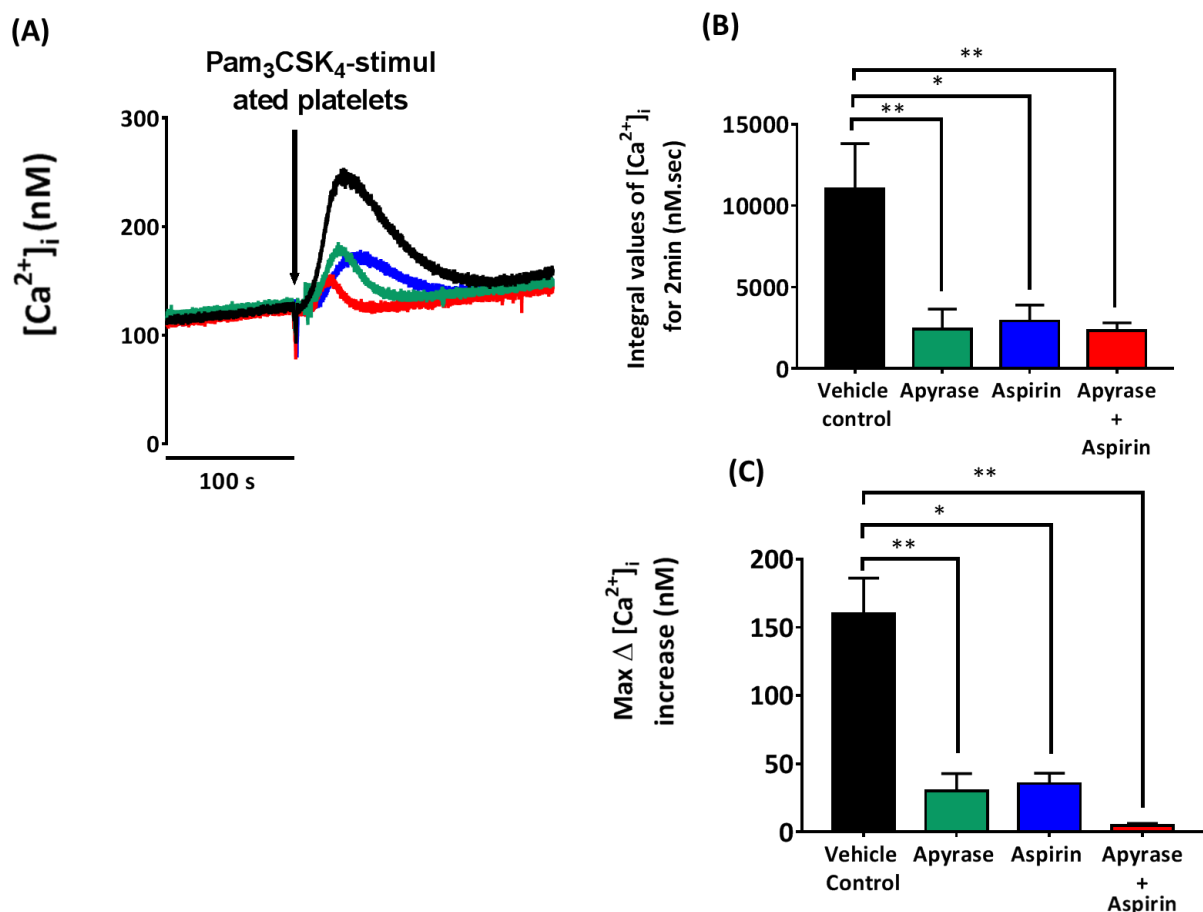 (A)
Pam₃CSK₄-stimul
ated platelets
[Ca²⁺]ᵢ (nM)
300
200
100
0
100 s
(B)
**
*
**
Integral values of [Ca²⁺]ᵢ
for 2min (nM.sec)
15000
10000
5000
0
Vehicle
control
Apyrase
Aspirin
Apyrase
+
Aspirin
(C)
**
*
**
Max Δ [Ca²⁺]ᵢ
increase (nM)
200
150
100
50
0
Vehicle
Control
Apyrase
Aspirin
Apyrase
+
Aspirin